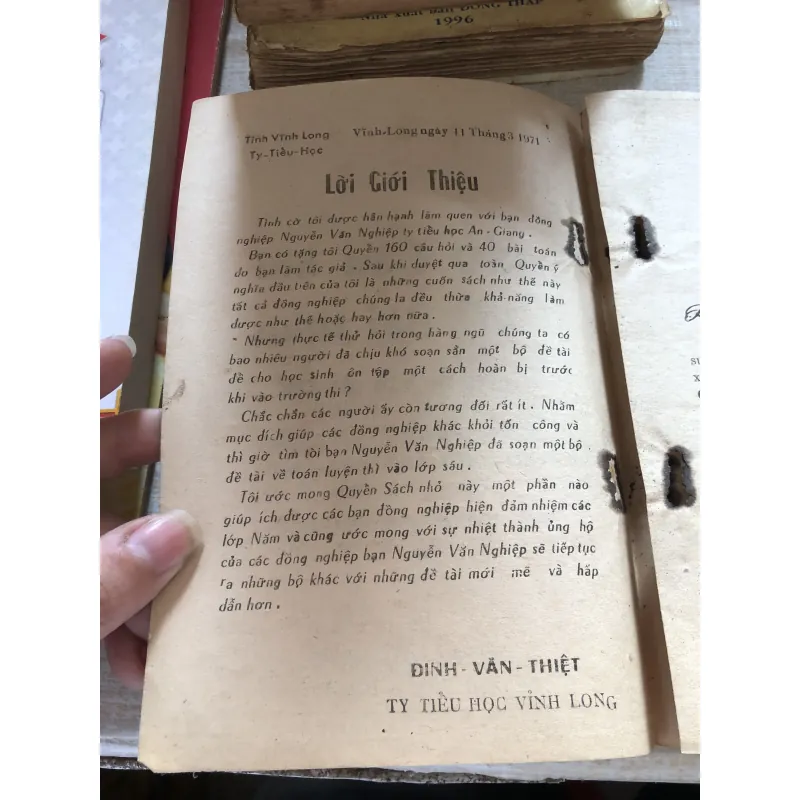 Nhà xuất bản ĐỒNG THÁP
1996
Tỉnh Vĩnh Long
Ty-Tiểu-Học
Vĩnh-Long ngày 11 Tháng 3 1971
Lời Giới Thiệu
Tình cờ tôi được hân hạnh làm quen với bạn đồng
nghiệp Nguyễn Văn Nghiệp ty tiểu học An-Giang.
Bạn có tặng tôi Quyển 160 câu hỏi và 40 bài toán
do bạn làm tác giả. Sau khi duyệt qua toàn Quyển ý
nghĩa đầu tiên của tôi là những cuốn sách như thế này
tất cả đồng nghiệp chúng ta đều thừa khả-năng làm
được như thế hoặc hay hơn nữa.
- Nhưng thực tế thử hỏi trong hàng ngũ chúng ta có
bao nhiêu người đã chịu khó soạn sẳn một bộ đề tài
đề cho học sinh ôn tập một cách hoàn bị trước
khi vào trường thi?
Chắc chắn các người ấy còn tương đối rất ít. Nhằm
mục đích giúp các đồng nghiệp khác khỏi tốn công và
thì giờ tìm tòi bạn Nguyễn Văn Nghiệp đã soạn một bộ
đề tài về toán luyện thi vào lớp sáu.
Tôi ước mong Quyển Sách nhỏ này một phần nào
giúp ích được các bạn đồng nghiệp hiện đảm nhiệm các
lớp Năm và cũng ước mong với sự nhiệt thành ủng hộ
của các đồng nghiệp bạn Nguyễn Văn Nghiệp sẽ tiếp tục
ra những bộ khác với những đề tài mới mẽ và hấp
dẫn hơn.
ĐINH-VĂN-THIỆT
TY TIỂU HỌC VĨNH LONG